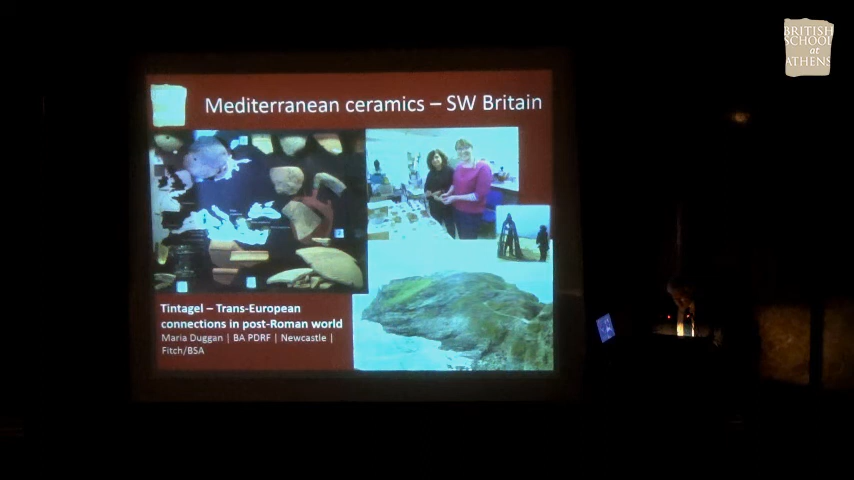 BRITISH
SCHOOL
at
ATHENS
Mediterranean ceramics – SW Britain
Tintagel – Trans-European
connections in post-Roman world
Maria Duggan | BA PDRF | Newcastle |
Fitch/BSA